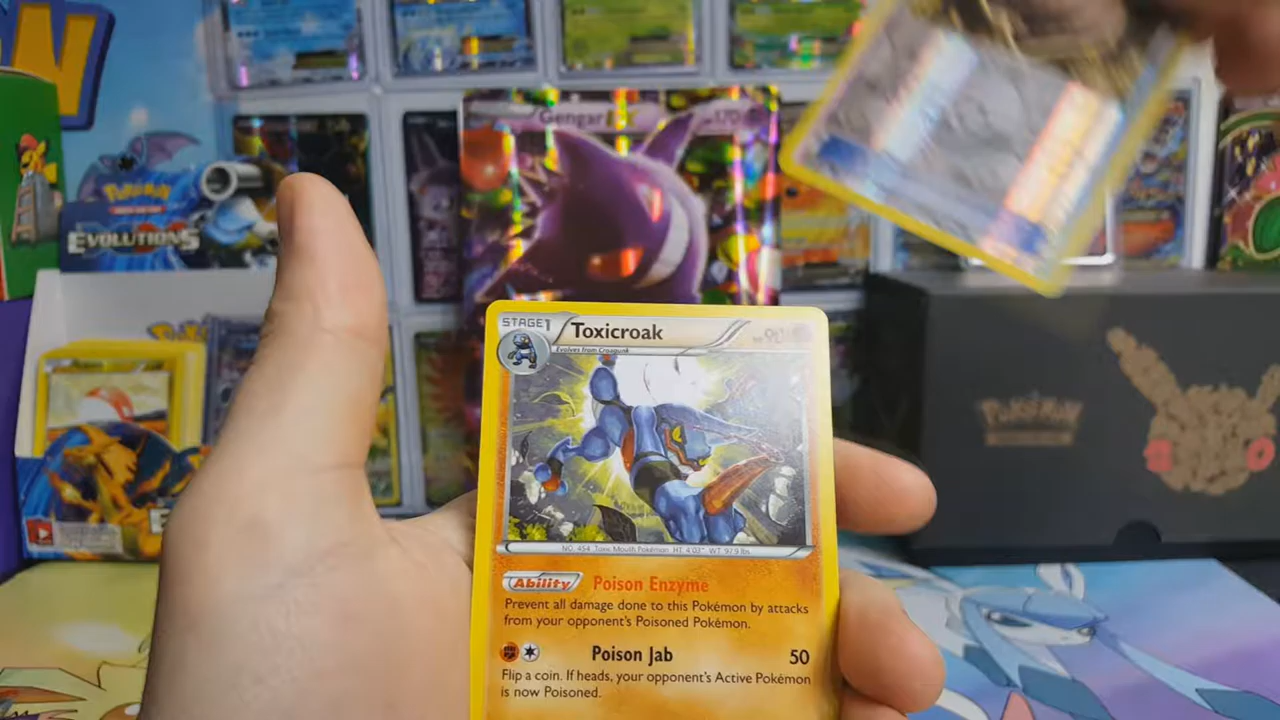 W
POKÉMON
EVOLUTIONS
Gengar EX 170
STAGE 1 Toxicroak HP 90
Evolves from Croagunk
NO. 454 Toxic Mouth Pokémon HT. 4'03" WT. 97.9 lbs.
Ability Poison Enzyme
Prevent all damage done to this Pokémon by attacks
from your opponent's Poisoned Pokémon.
Poison Jab 50
Flip a coin. If heads, your opponent's Active Pokémon
is now Poisoned.
POKÉMON